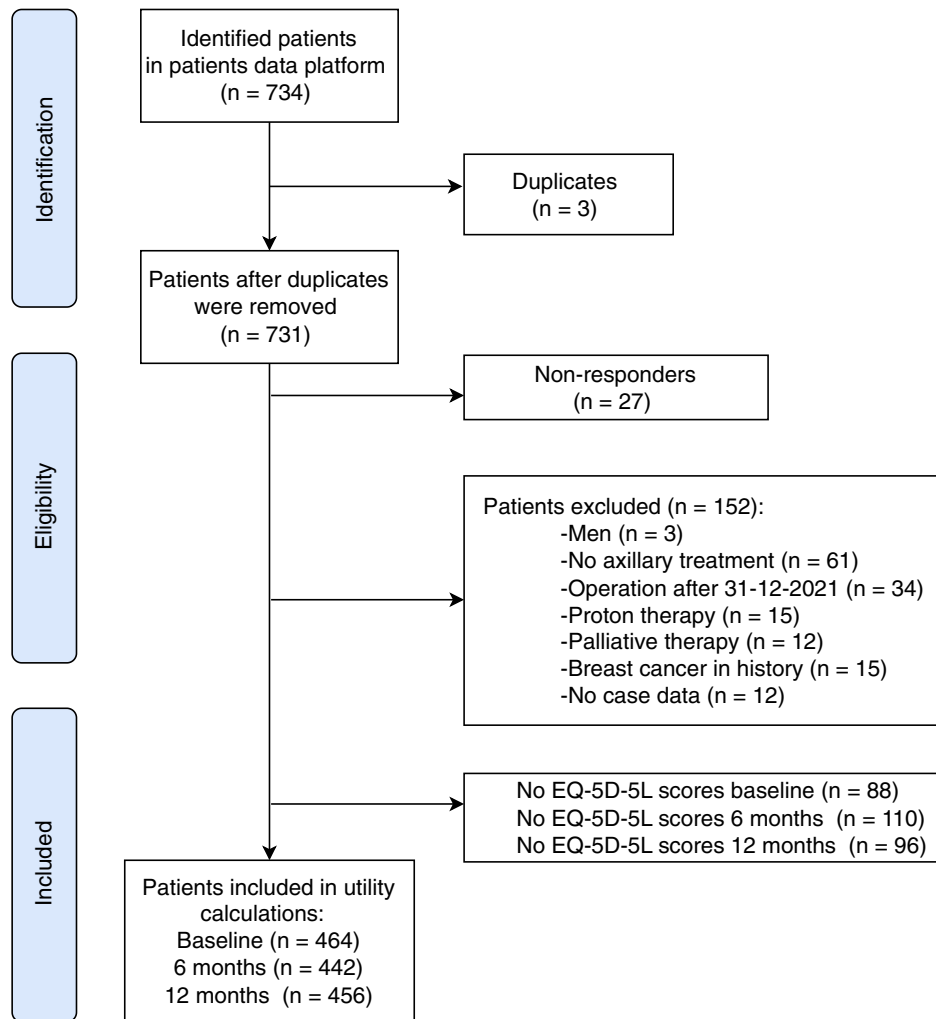 Identification
Identified patients
in patients data platform
(n = 734)
Duplicates
(n = 3)
Patients after duplicates
were removed
(n = 731)
Eligibility
Non-responders
(n = 27)
Patients excluded (n = 152):
-Men (n = 3)
-No axillary treatment (n = 61)
-Operation after 31-12-2021 (n = 34)
-Proton therapy (n = 15)
-Palliative therapy (n = 12)
-Breast cancer in history (n = 15)
-No case data (n = 12)
Included
No EQ-5D-5L scores baseline (n = 88)
No EQ-5D-5L scores 6 months (n = 110)
No EQ-5D-5L scores 12 months (n = 96)
Patients included in utility
calculations:
Baseline (n = 464)
6 months (n = 442)
12 months (n = 456)